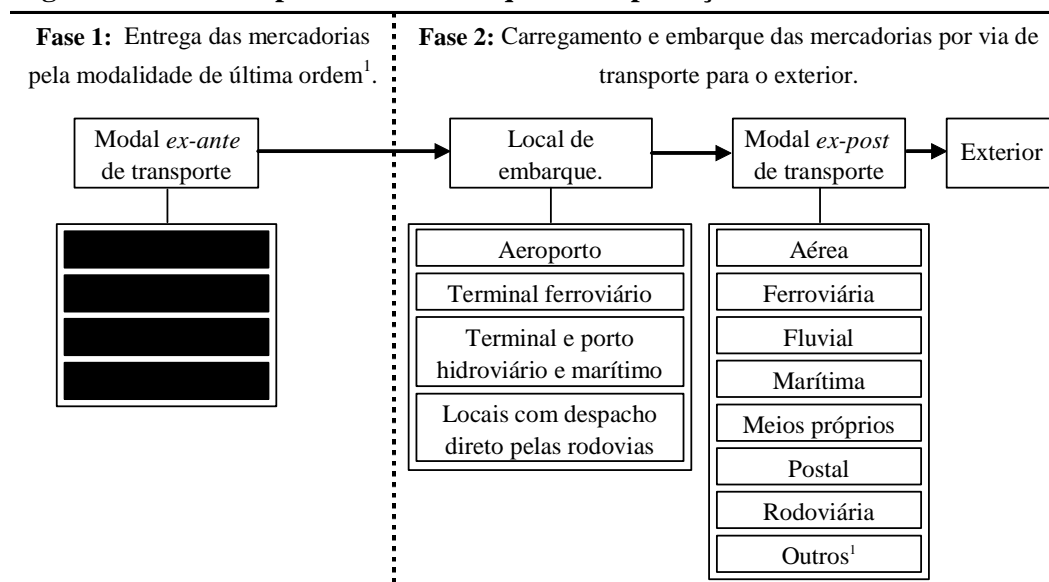 Fase 1: Entrega das mercadorias
pela modalidade de última ordem¹.
Fase 2: Carregamento e embarque das mercadorias por via de
transporte para o exterior.
Modal ex-ante
de transporte
Local de
embarque.
Modal ex-post
de transporte
Exterior
Aeroporto
Terminal ferroviário
Terminal e porto
hidroviário e marítimo
Locais com despacho
direto pelas rodovias
Aérea
Ferroviária
Fluvial
Marítima
Meios próprios
Postal
Rodoviária
Outros¹